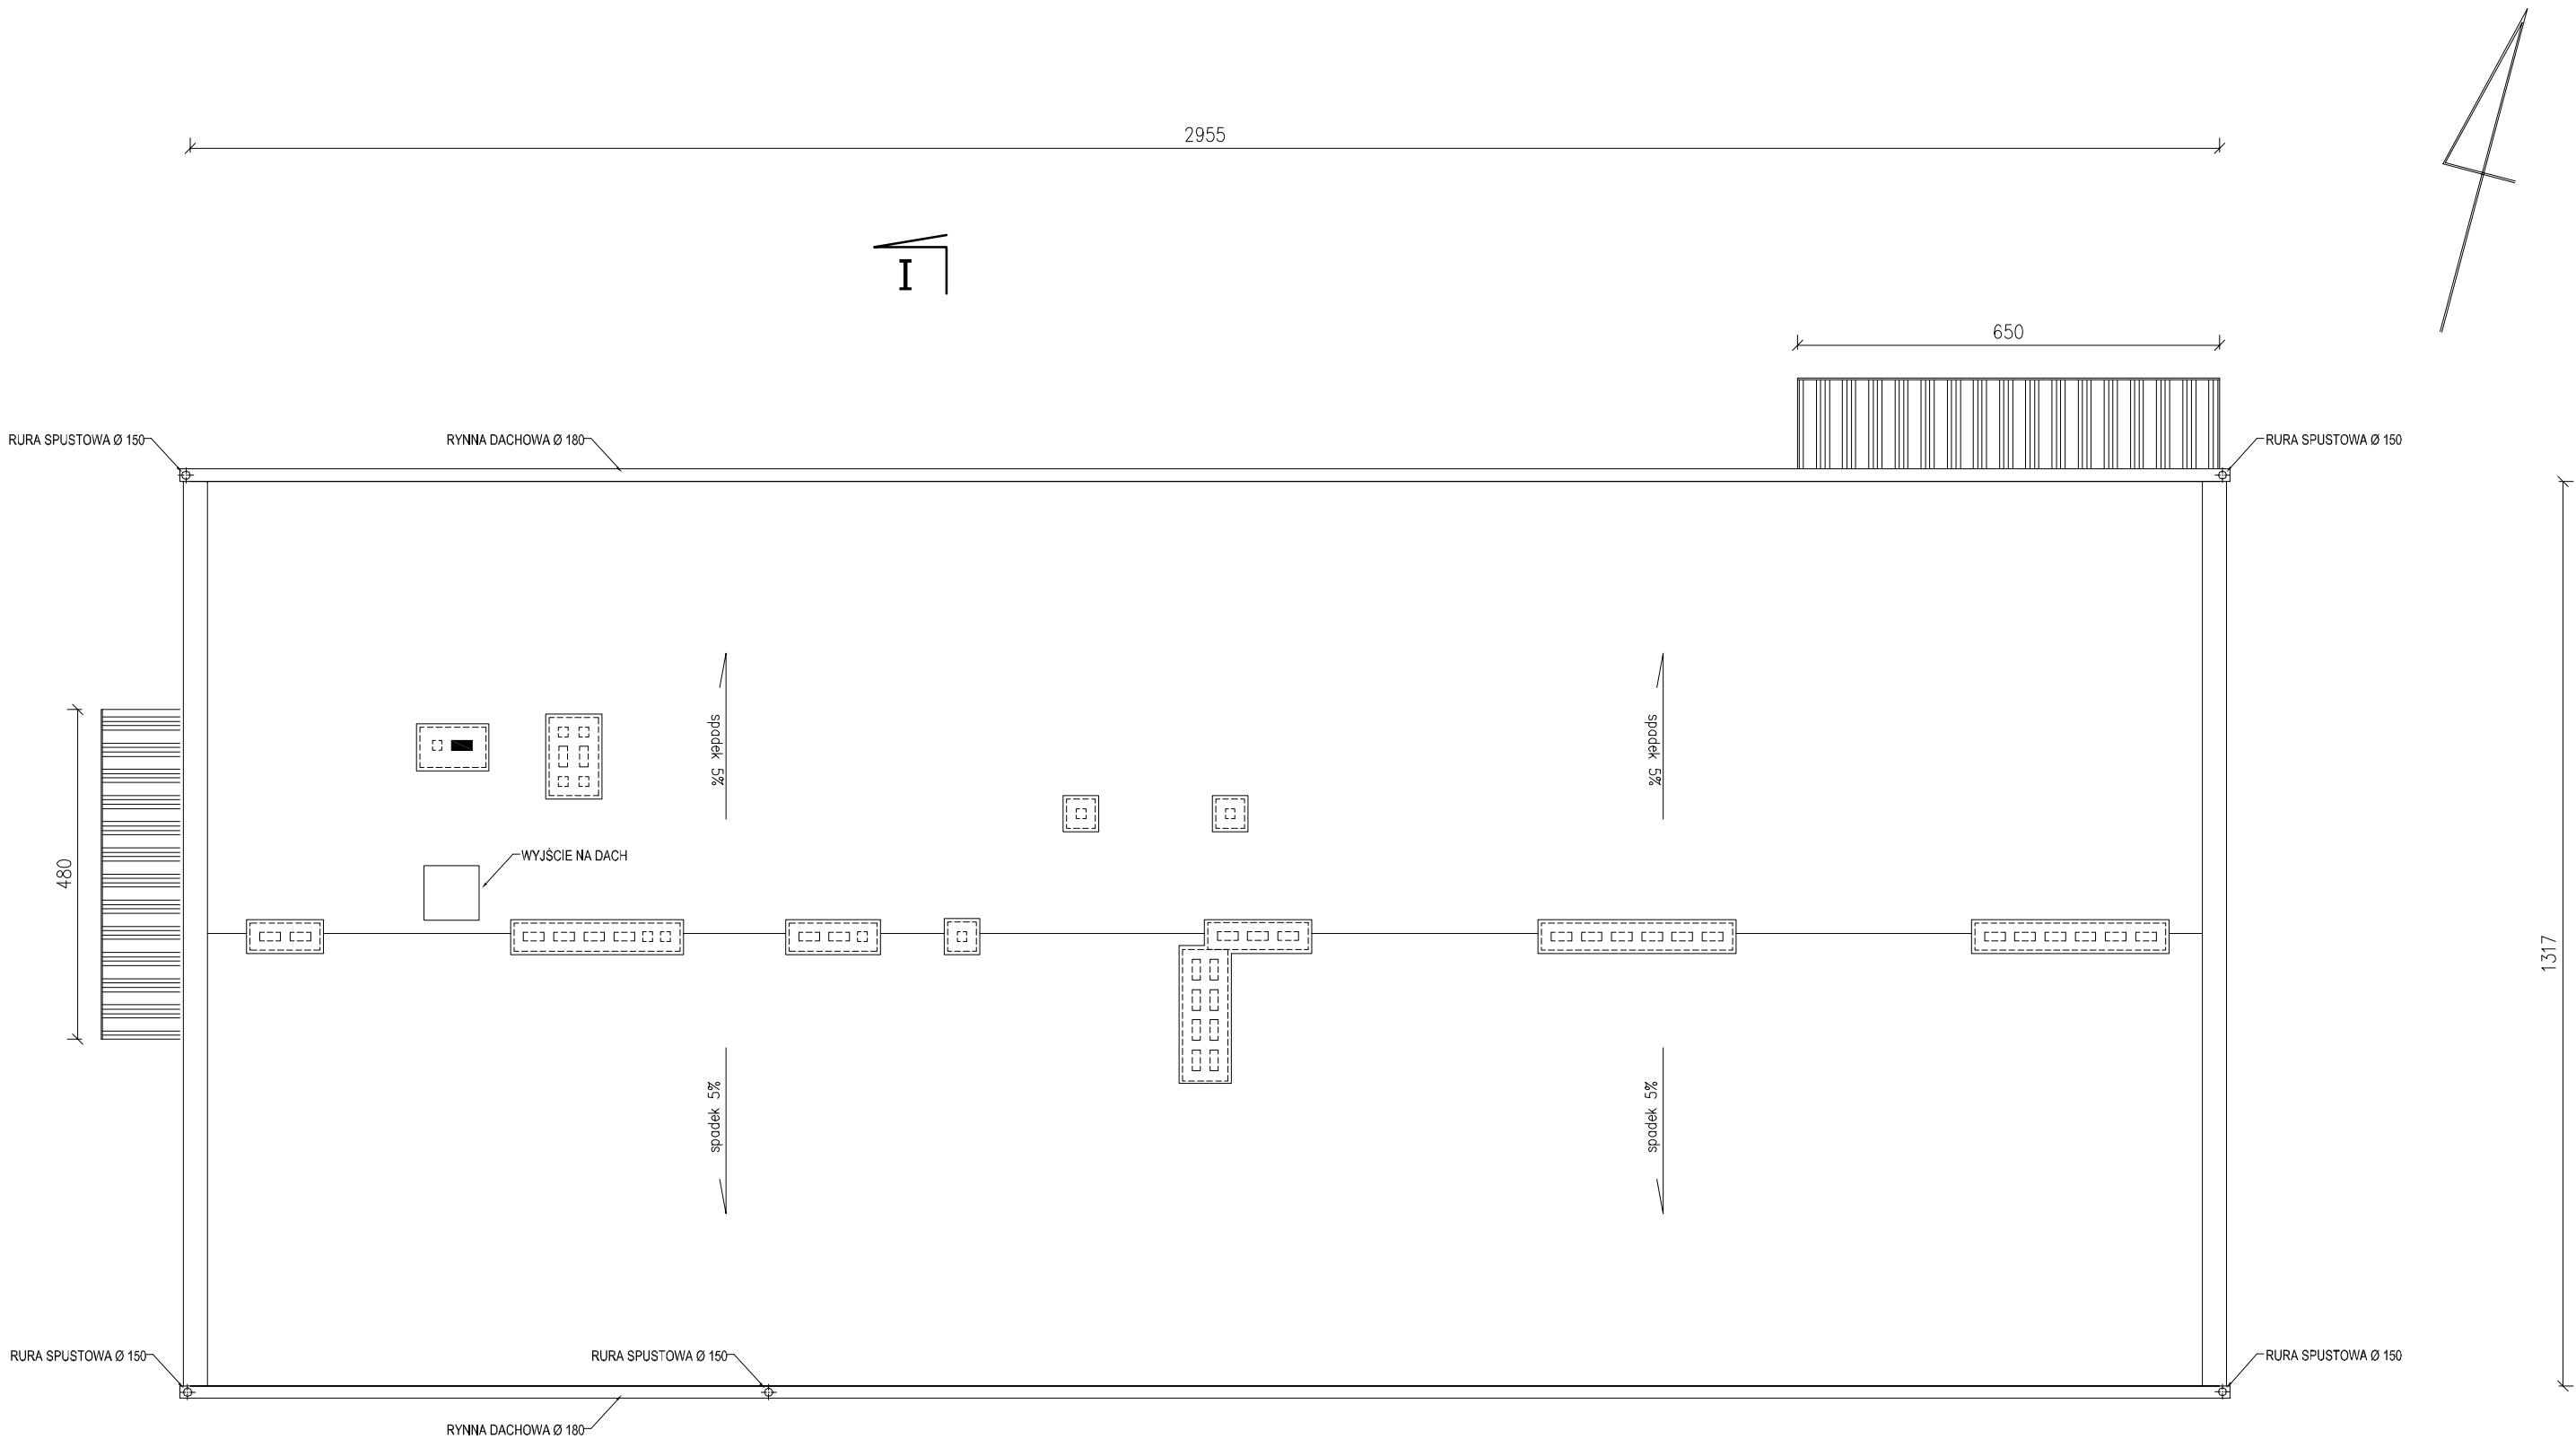 2955
I
650
RURA SPUSTOWA Ø 150
RYNNA DACHOWA Ø 180
RURA SPUSTOWA Ø 150
spadek 5%
spadek 5%
WYJŚCIE NA DACH
480
1317
spadek 5%
spadek 5%
RURA SPUSTOWA Ø 150
RURA SPUSTOWA Ø 150
RURA SPUSTOWA Ø 150
RYNNA DACHOWA Ø 180